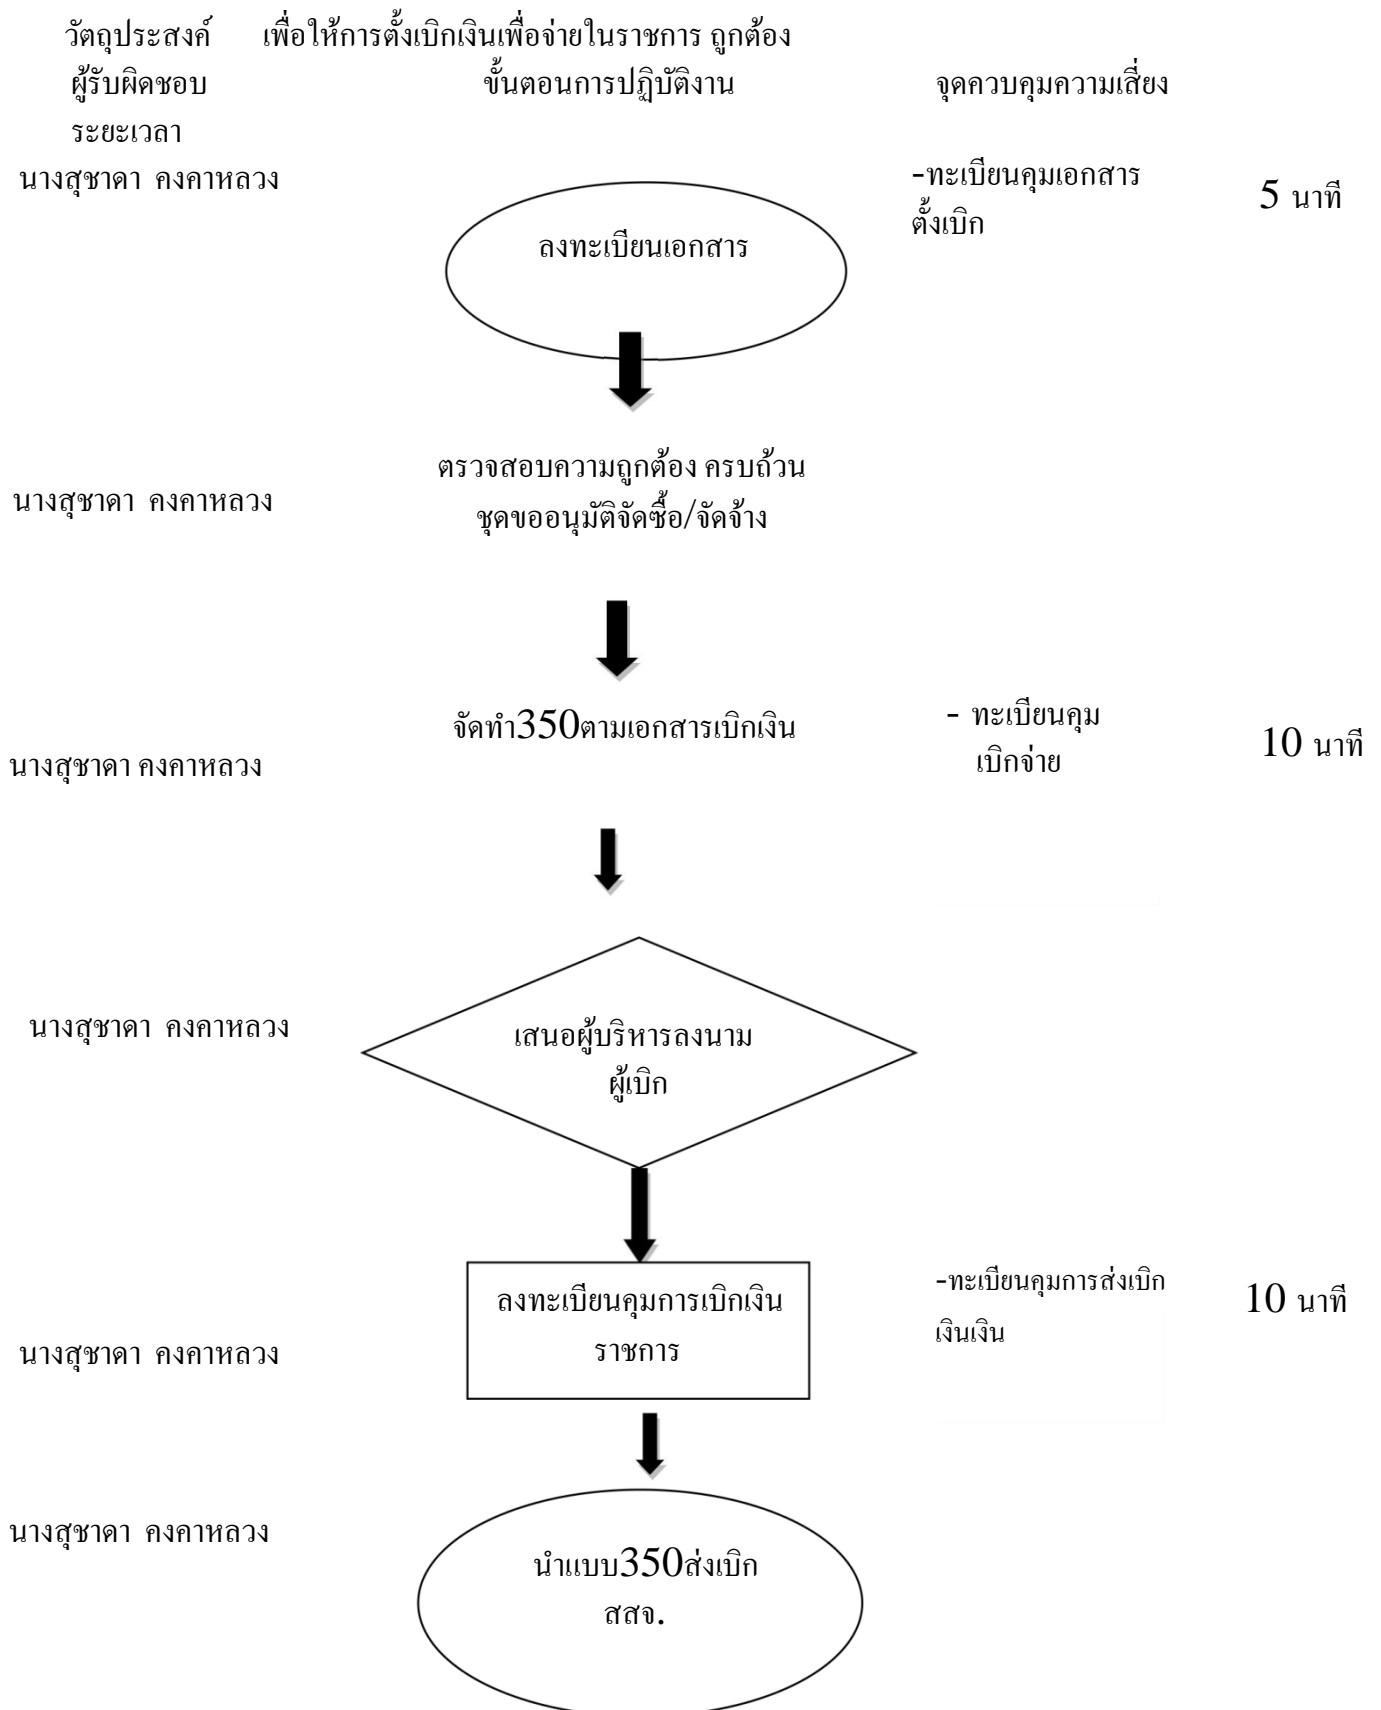 วัตถุประสงค์ เพื่อให้การตั้งเบิกเงินเพื่อจ่ายในราชการ ถูกต้อง
ผู้รับผิดชอบ ขั้นตอนการปฏิบัติงาน จุดควบคุมความเสี่ยง
ระยะเวลา
นางสุชาดา คงคาหลวง
ลงทะเบียนเอกสาร
-ทะเบียนคุมเอกสาร
ตั้งเบิก
5 นาที
นางสุชาดา คงคาหลวง
ตรวจสอบความถูกต้อง ครบถ้วน
ชุดขออนุมัติจัดซื้อ/จัดจ้าง
นางสุชาดา คงคาหลวง
จัดทำ350ตามเอกสารเบิกเงิน
- ทะเบียนคุม
เบิกจ่าย
10 นาที
นางสุชาดา คงคาหลวง
เสนอผู้บริหารลงนาม
ผู้เบิก
นางสุชาดา คงคาหลวง
ลงทะเบียนคุมการเบิกเงิน
ราชการ
-ทะเบียนคุมการส่งเบิก
เงินเงิน
10 นาที
นางสุชาดา คงคาหลวง
นำแบบ350ส่งเบิก
สสจ.